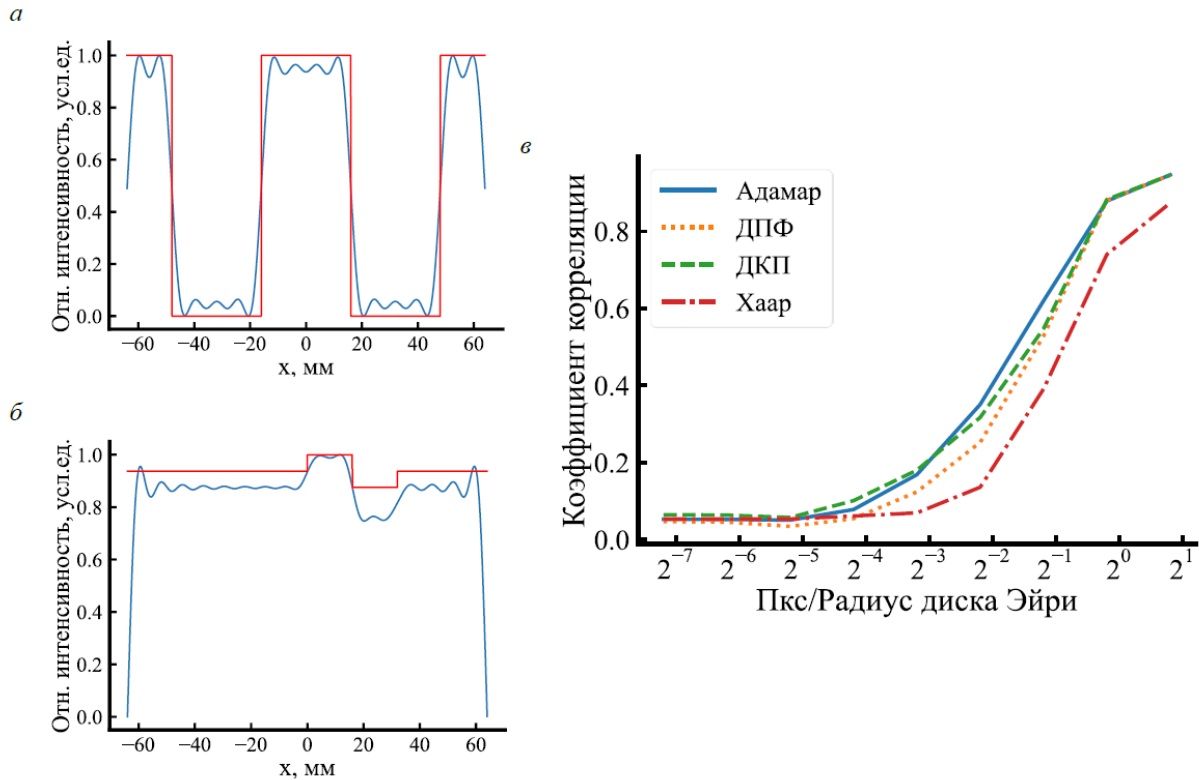 а
Отн. интенсивность, усл.ед.
1.0
0.8
0.6
0.4
0.2
0.0
−60 −40 −20 0 20 40 60
x, мм
б
Отн. интенсивность, усл.ед.
1.0
0.8
0.6
0.4
0.2
0.0
−60 −40 −20 0 20 40 60
x, мм
в
Коэффициент корреляции
0.8
0.6
0.4
0.2
0.0
Адамар
ДПФ
ДКП
Хаар
2⁻⁷ 2⁻⁶ 2⁻⁵ 2⁻⁴ 2⁻³ 2⁻² 2⁻¹ 2⁰ 2¹
Пкс/Радиус диска Эйри